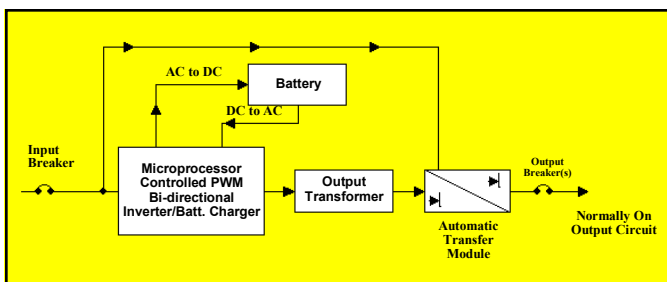 AC to DC
Battery
DC to AC
Input
Breaker
Microprocessor
Controlled PWM
Bi-directional
Inverter/Batt. Charger
Output
Transformer
Automatic
Transfer
Module
Output
Breaker(s)
Normally On
Output Circuit